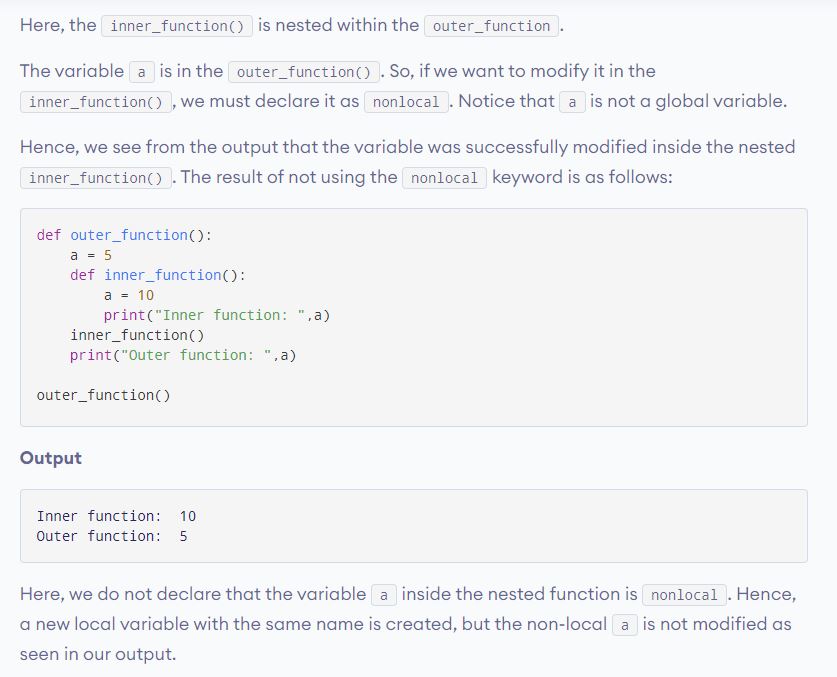 Here, the inner_function() is nested within the outer_function .
The variable a is in the outer_function() . So, if we want to modify it in the
inner_function() , we must declare it as nonlocal . Notice that a is not a global variable.
Hence, we see from the output that the variable was successfully modified inside the nested
inner_function() . The result of not using the nonlocal keyword is as follows:
def outer_function():
    a = 5
    def inner_function():
        a = 10
        print("Inner function: ",a)
    inner_function()
    print("Outer function: ",a)

outer_function()
Output
Inner function:  10
Outer function:  5
Here, we do not declare that the variable a inside the nested function is nonlocal . Hence,
a new local variable with the same name is created, but the non-local a is not modified as
seen in our output.